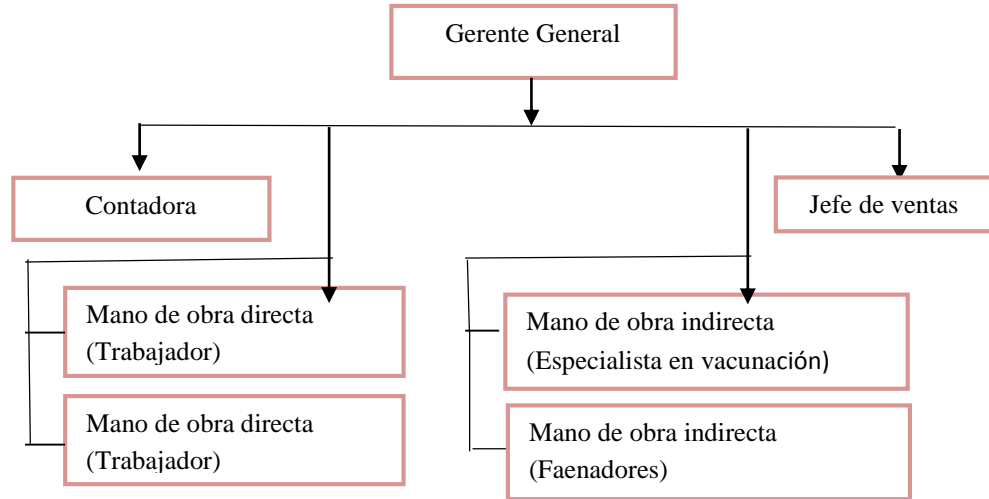 Gerente General
Contadora
Jefe de ventas
Mano de obra directa
(Trabajador)
Mano de obra indirecta
(Especialista en vacunación)
Mano de obra directa
(Trabajador)
Mano de obra indirecta
(Faenadores)